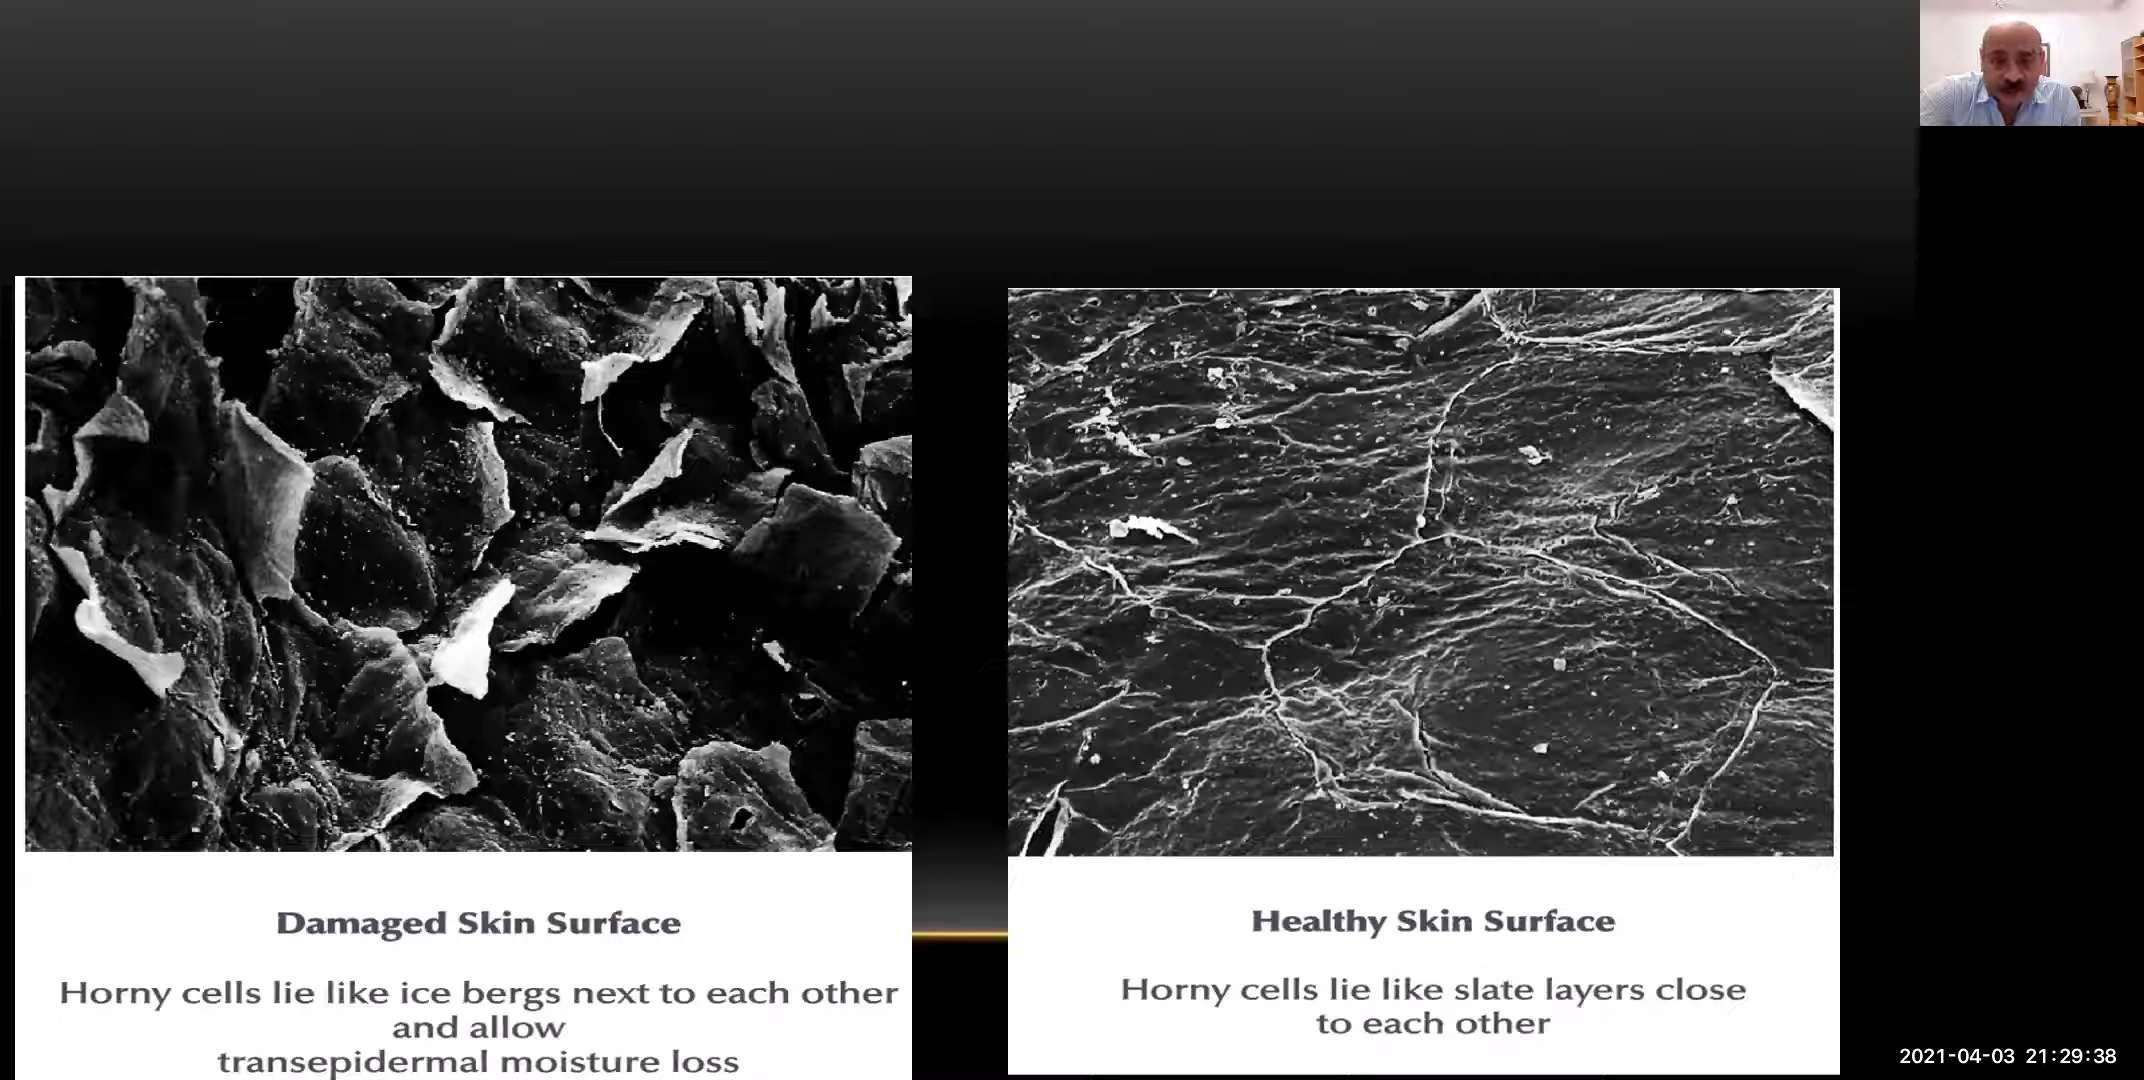 Damaged Skin Surface
Horny cells lie like ice bergs next to each other
and allow
transepidermal moisture loss
Healthy Skin Surface
Horny cells lie like slate layers close
to each other
2021-04-03 21:29:38